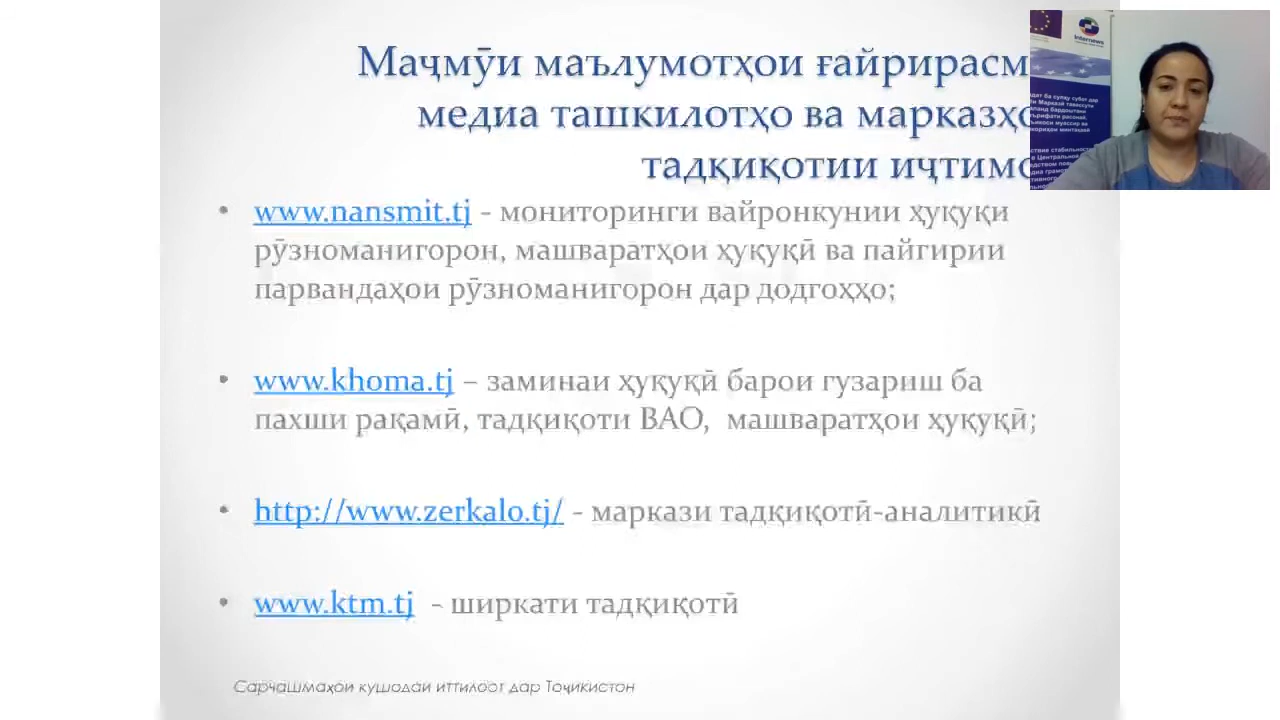 Маҷмӯи маълумотҳои ғайрирасм
медиа ташкилотҳо ва марказҳо
тадқиқотии иҷтимо
www.nansmit.tj - мониторинги вайронкунии ҳуқуқи
рӯзноманигорон, машваратҳои ҳуқуқӣ ва пайгирии
парвандаҳои рӯзноманигорон дар додгоҳҳо;
www.khoma.tj – заминаи ҳуқуқӣ барои гузариш ба
пахши рақамӣ, тадқиқоти ВАО, машваратҳои ҳуқуқӣ;
http://www.zerkalo.tj/ - маркази тадқиқотӣ-аналитикӣ
www.ktm.tj - ширкати тадқиқотӣ
Сарчашмаҳои кушодаи иттилоот дар Тоҷикистон
Internews